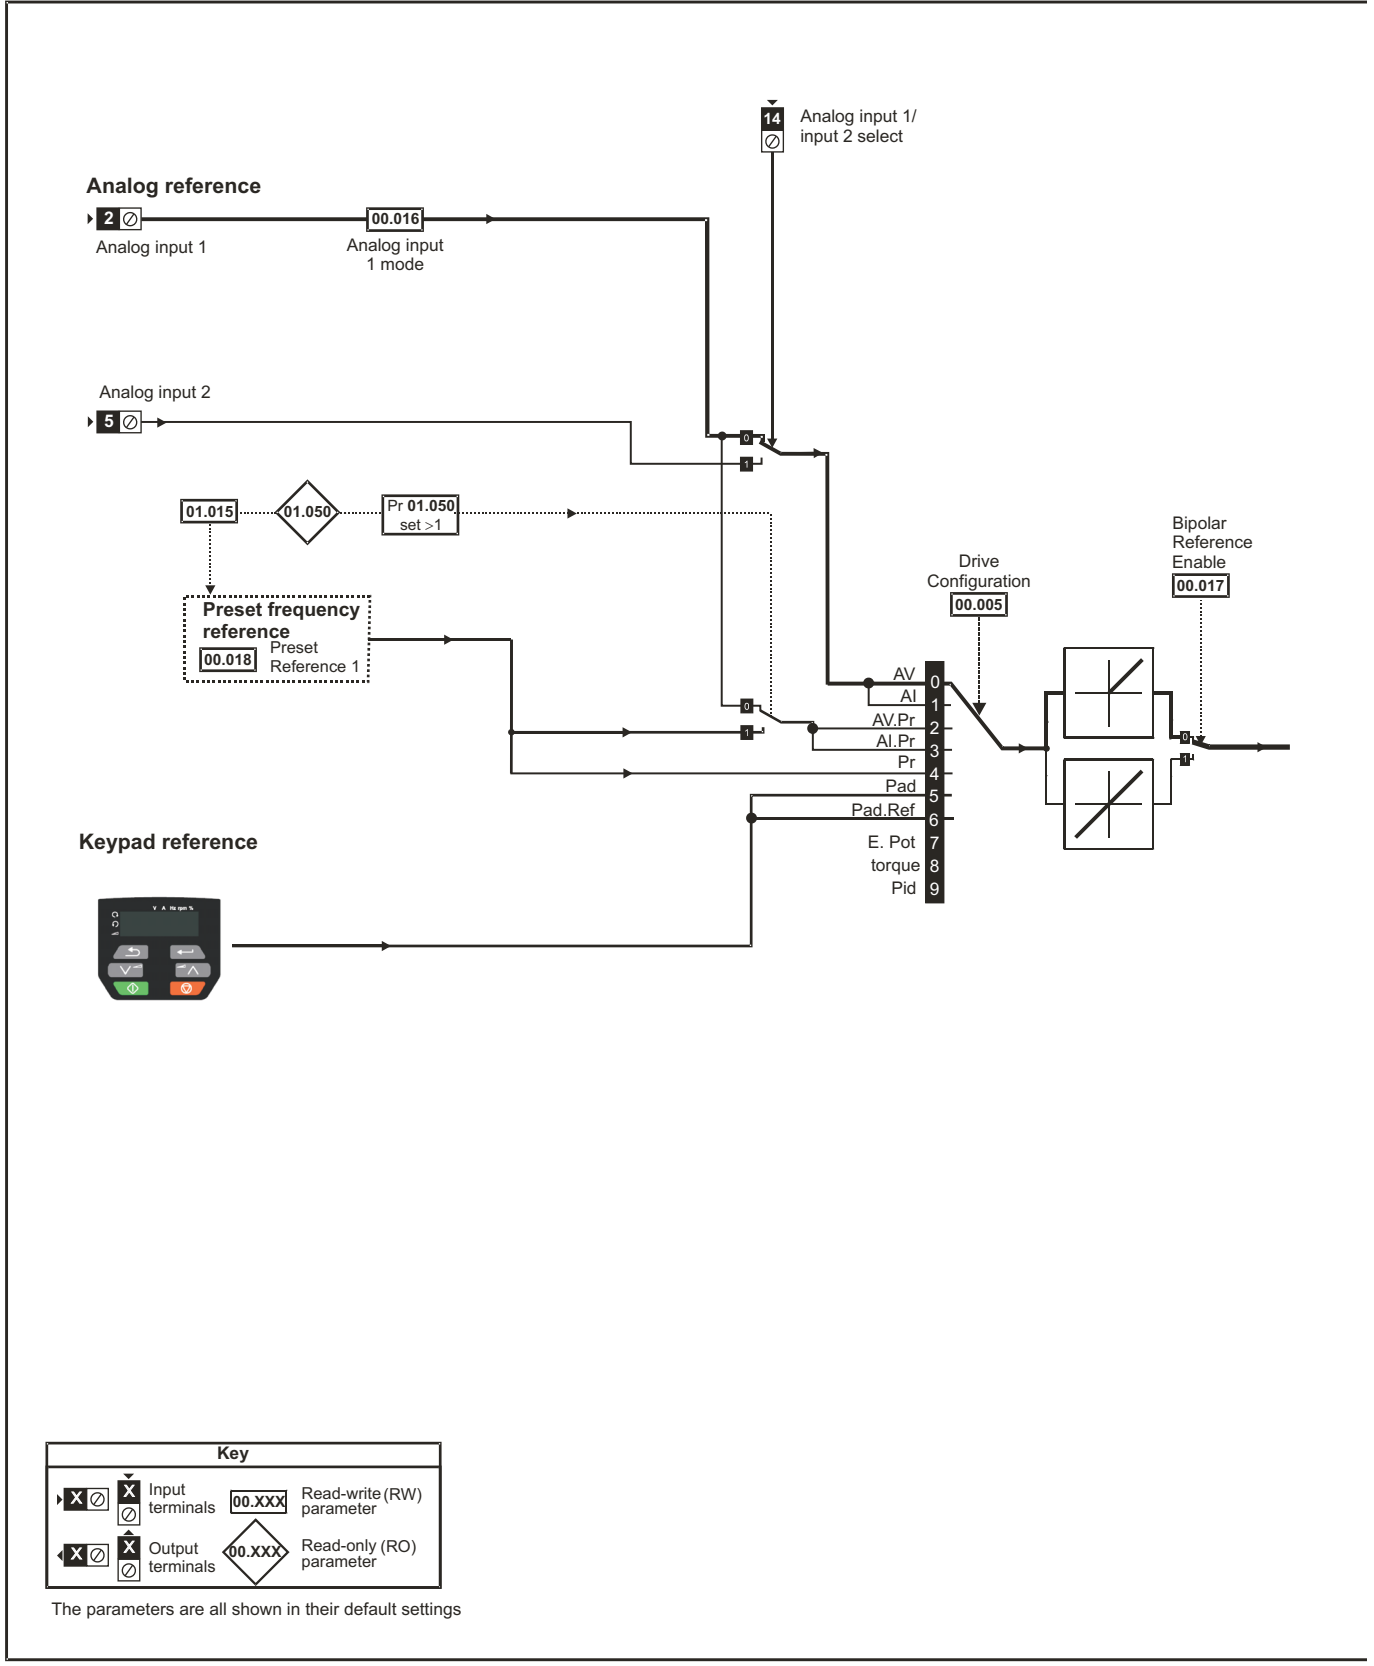 14
Analog input 1/
input 2 select
Analog reference
2
00.016
Analog input 1
Analog input
1 mode
Analog input 2
5
0
1
01.015
01.050
Pr 01.050
set >1
Bipolar
Reference
Enable
00.017
Drive
Configuration
00.005
Preset frequency
reference
00.018
Preset
Reference 1
0
1
AV 0
AI 1
AV.Pr 2
AI.Pr 3
Pr 4
Pad 5
Pad.Ref 6
E. Pot 7
torque 8
Pid 9
0
1
Keypad reference
V A Hz rpm %
Key
X
X
Input
terminals
00.XXX
Read-write (RW)
parameter
X
X
Output
terminals
00.XXX
Read-only (RO)
parameter
The parameters are all shown in their default settings